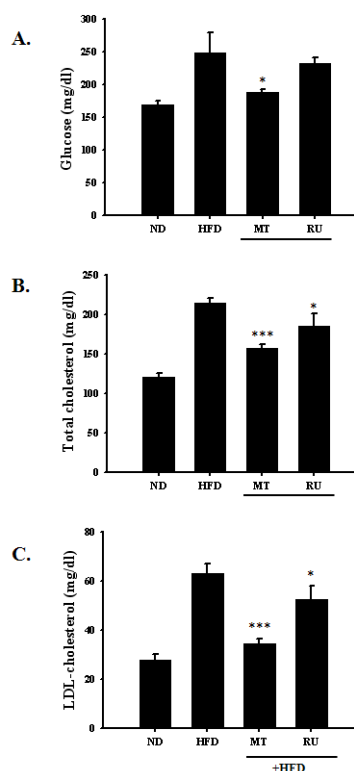 A.
Glucose (mg/dl)
300
250
200
150
100
50
0
*
ND HFD MT RU
B.
Total cholesterol (mg/dl)
250
200
150
100
50
0
***
*
ND HFD MT RU
C.
LDL-cholesterol (mg/dl)
80
60
40
20
0
***
*
ND HFD MT RU
+HFD